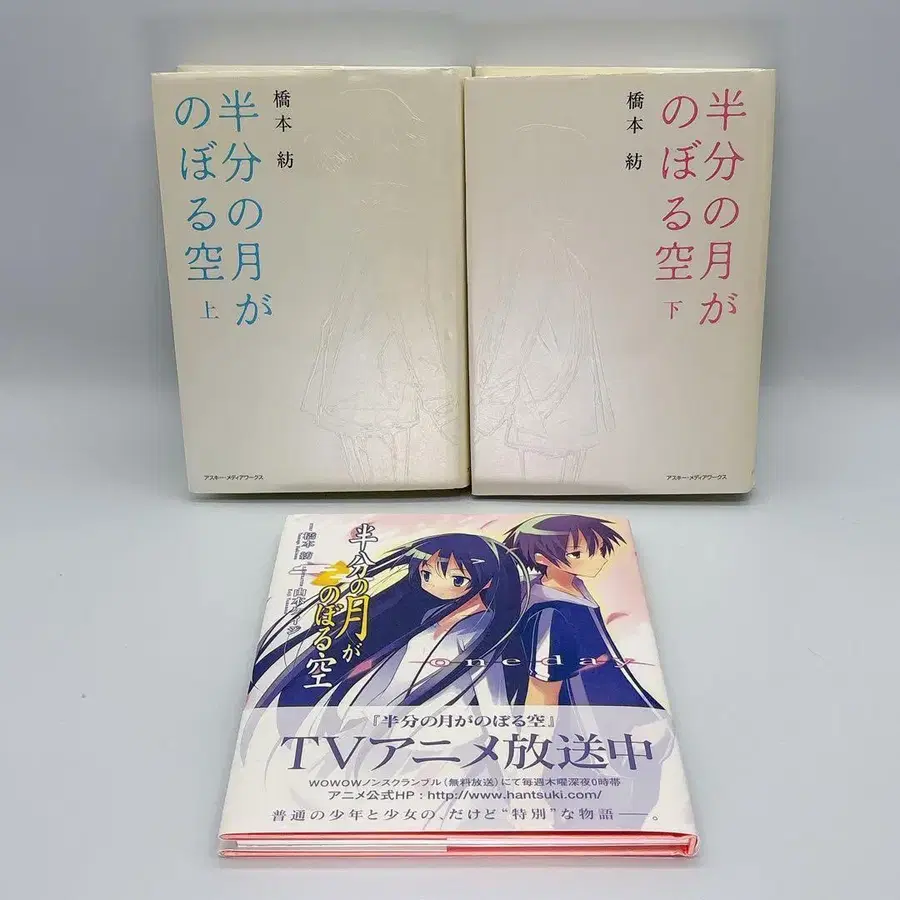 半分の月が
のぼる空
上
橋本 紡
アスキー・メディアワークス
半分の月が
のぼる空
下
橋本 紡
アスキー・メディアワークス
半分の月が
のぼる空
橋本 紡
one day
『半分の月がのぼる空』
TVアニメ放送中
WOWOWノンスクランブル(無料放送)にて毎週木曜深夜0時帯
アニメ公式HP：http://www.hantsuki.com/
普通の少年と少女の、だけど“特別”な物語――。